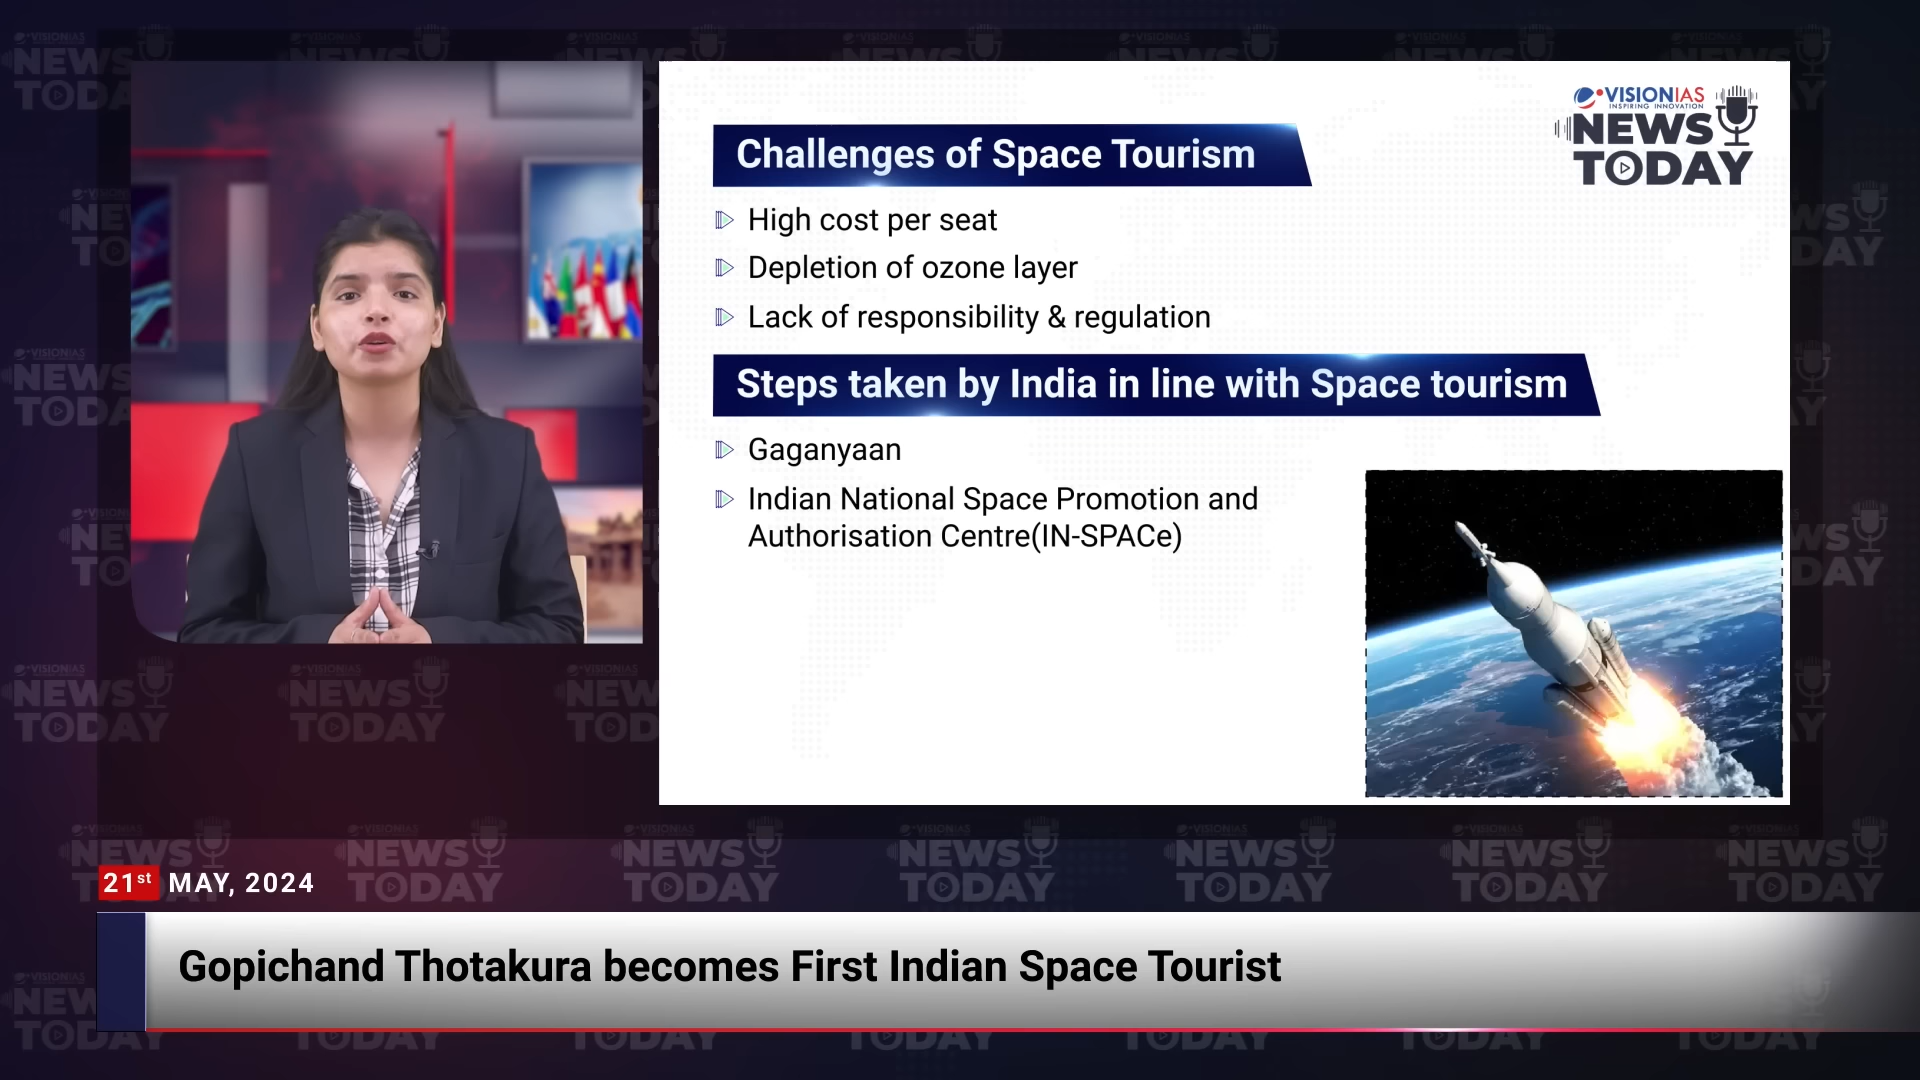 VISIONIAS
INSPIRING INNOVATION
NEWS
TODAY
Challenges of Space Tourism
High cost per seat
Depletion of ozone layer
Lack of responsibility & regulation
Steps taken by India in line with Space tourism
Gaganyaan
Indian National Space Promotion and
Authorisation Centre(IN-SPACe)
21st MAY, 2024
Gopichand Thotakura becomes First Indian Space Tourist